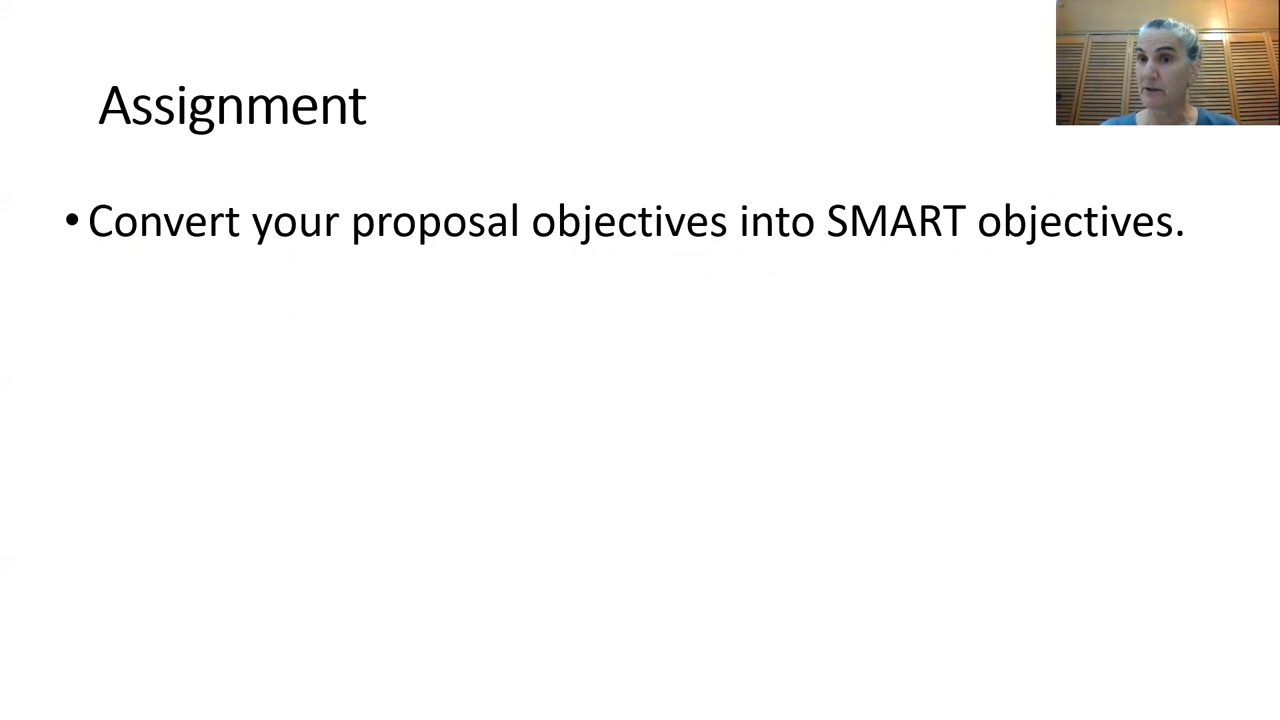 Assignment
• Convert your proposal objectives into SMART objectives.